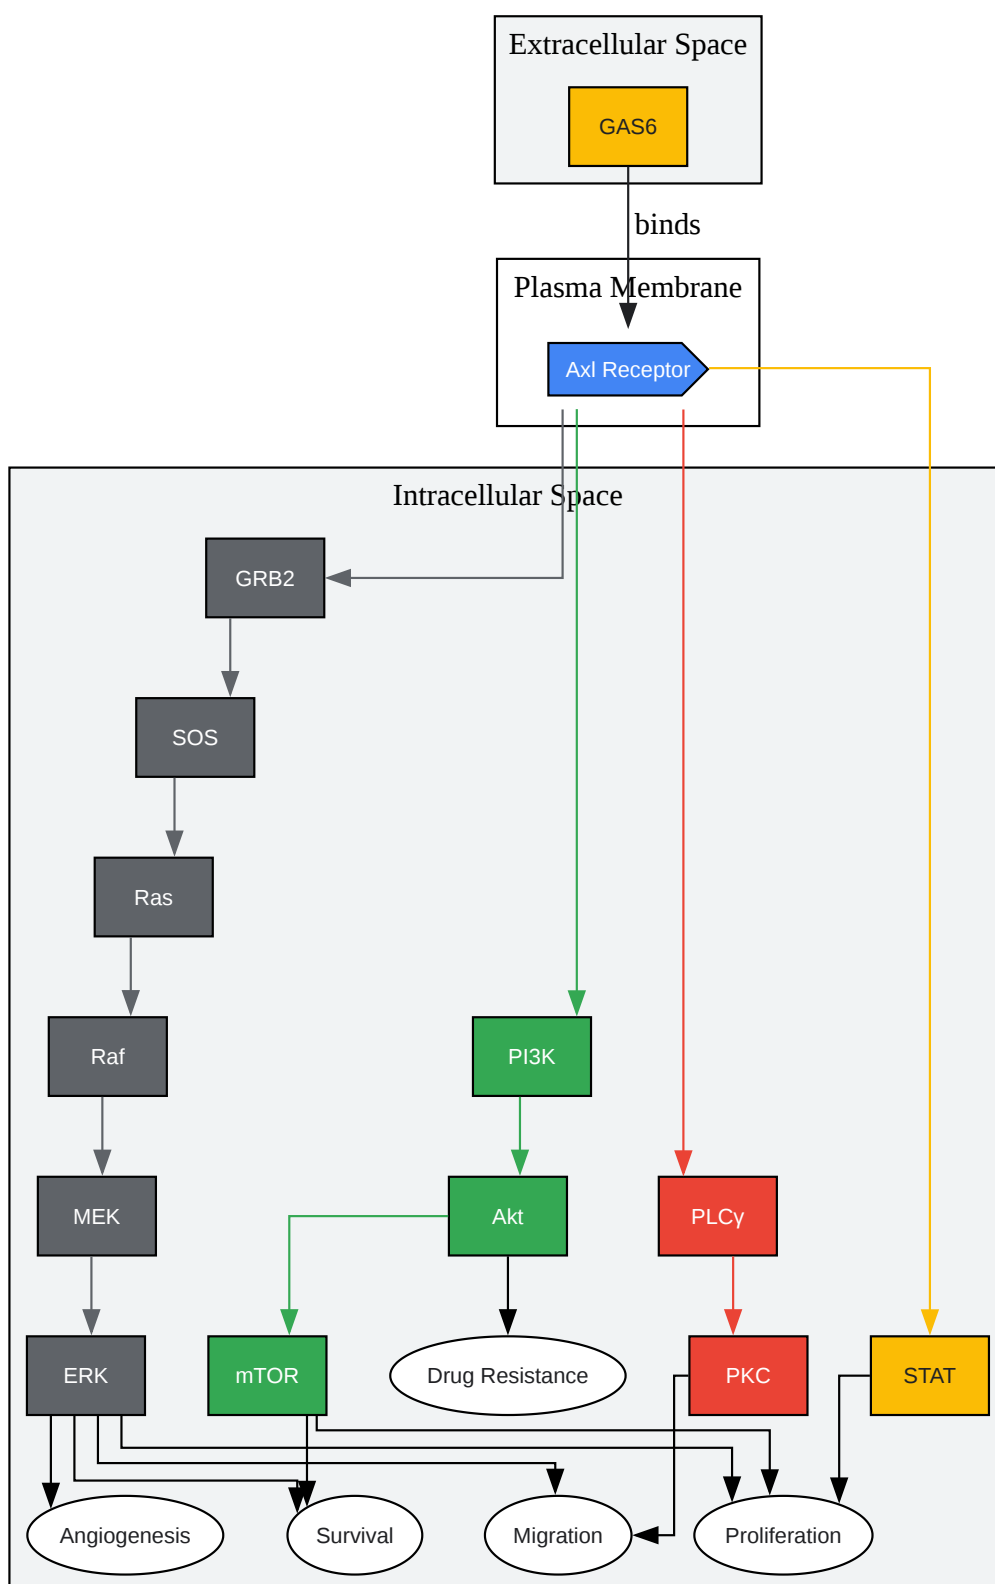 Extracellular Space
GAS6
binds
Plasma Membrane
Axl Receptor
Intracellular Space
GRB2
SOS
Ras
Raf
PI3K
MEK
Akt
PLCγ
ERK
mTOR
Drug Resistance
PKC
STAT
Angiogenesis
Survival
Migration
Proliferation